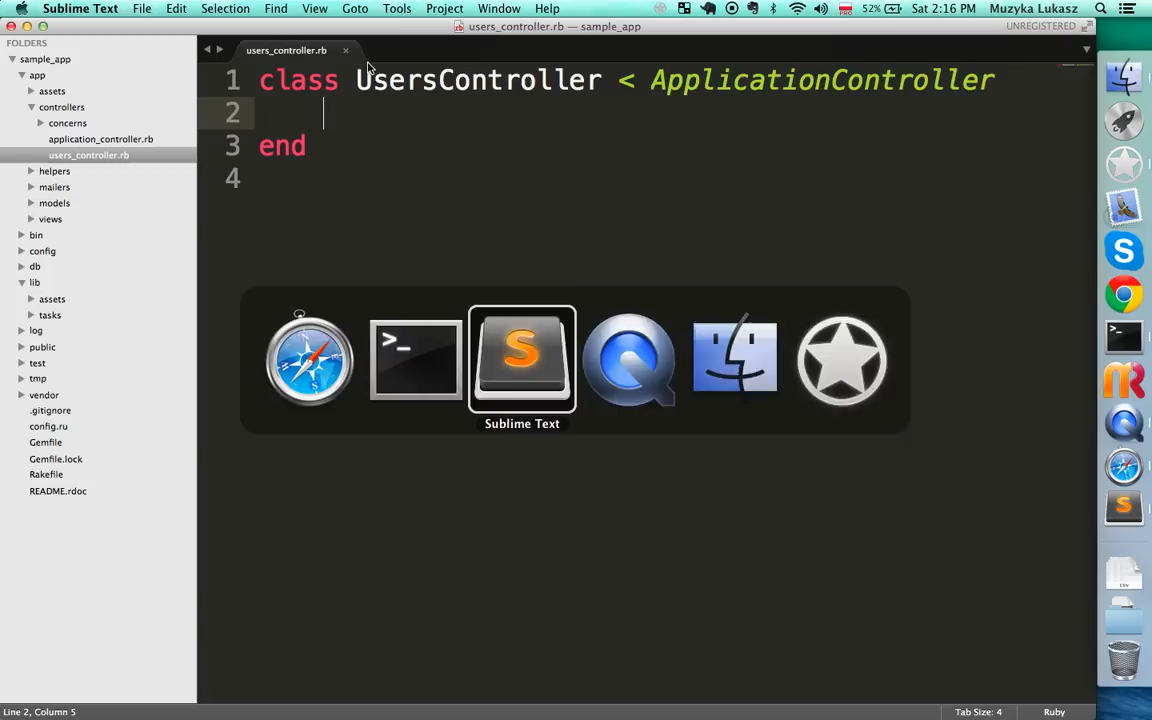 Sublime Text File Edit Selection Find View Goto Tools Project Window Help 52% Sat 2:16 PM Muzyka Lukasz
users_controller.rb — sample_app UNREGISTERED
FOLDERS
sample_app
app
assets
controllers
concerns
application_controller.rb
users_controller.rb
helpers
mailers
models
views
bin
config
db
lib
assets
tasks
log
public
test
tmp
vendor
.gitignore
config.ru
Gemfile
Gemfile.lock
Rakefile
README.rdoc
users_controller.rb ×
1 class UsersController < ApplicationController
2
3 end
4
>_
S
Sublime Text
S
CSV
Line 2, Column 5 Tab Size: 4 Ruby